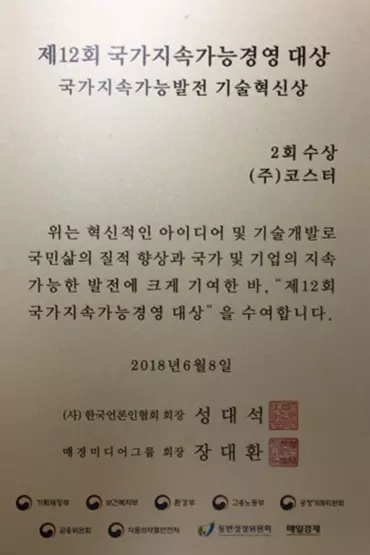 제12회 국가지속가능경영 대상
국가지속가능발전 기술혁신상
2회 수상
(주)코스터
위는 혁신적인 아이디어 및 기술개발로
국민삶의 질적 향상과 국가 및 기업의 지속
가능한 발전에 크게 기여한 바, "제12회
국가지속가능경영 대상"을 수여합니다.
2018년6월8일
(사) 한국언론인협회 회장 성대석
매경미디어그룹 회장 장대환
기획재정부 보건복지부 환경부 고용노동부 공정거래위원회
금융위원회 식품의약품안전처 동반성장위원회 매일경제